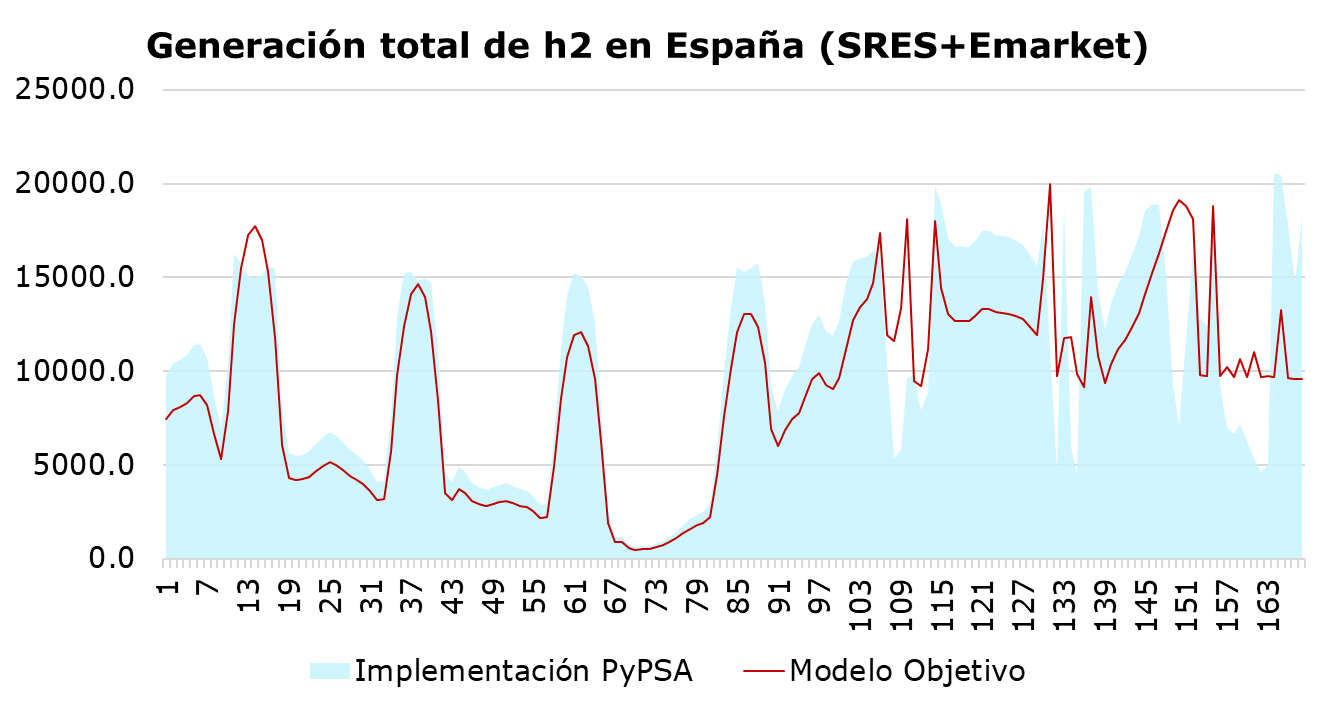 Generación total de h2 en España (SRES+Emarket)
25000.0
20000.0
15000.0
10000.0
5000.0
0.0
1 7 13 19 25 31 37 43 49 55 61 67 73 79 85 91 97 103 109 115 121 127 133 139 145 151 157 163
Implementación PyPSA Modelo Objetivo